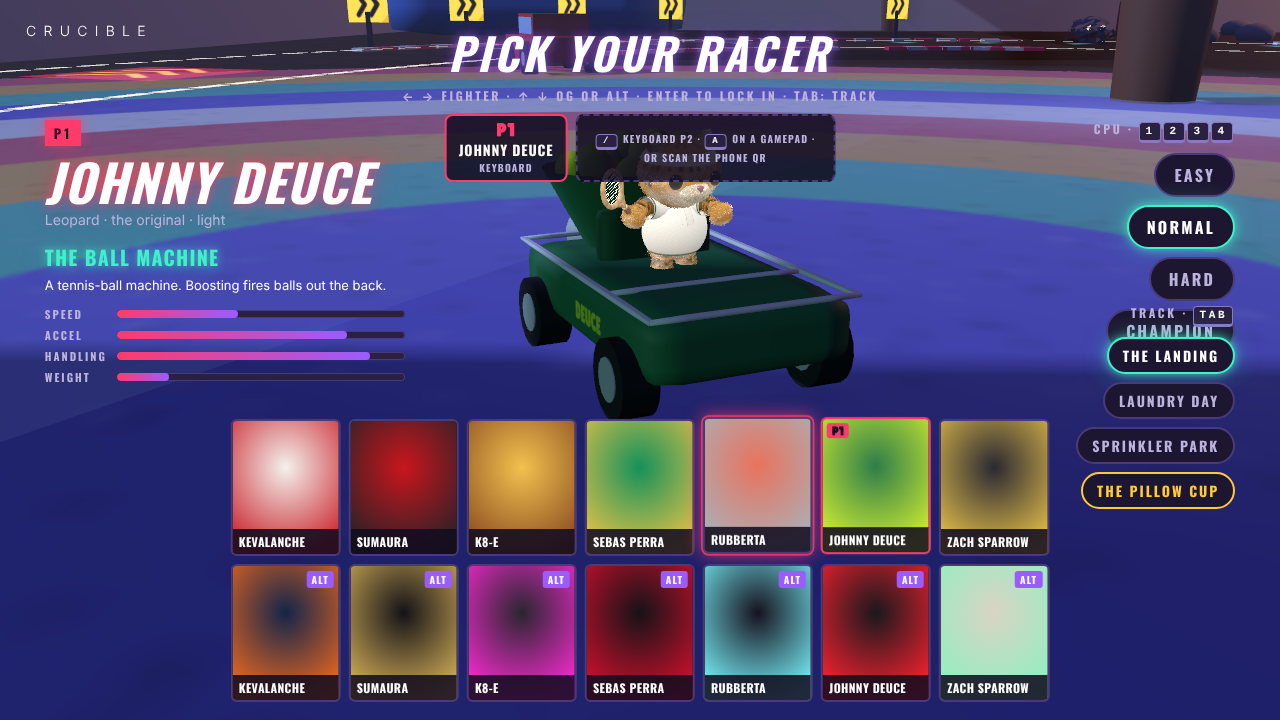 CRUCIBLE
PICK YOUR RACER
← → FIGHTER · ↑ ↓ OG OR ALT · ENTER TO LOCK IN · TAB: TRACK
P1
JOHNNY DEUCE
Leopard · the original · light
THE BALL MACHINE
A tennis-ball machine. Boosting fires balls out the back.
SPEED
ACCEL
HANDLING
WEIGHT
P1
JOHNNY DEUCE
KEYBOARD
/ KEYBOARD P2 · A ON A GAMEPAD ·
OR SCAN THE PHONE QR
DEUCE
CPU · 1 2 3 4
EASY
NORMAL
HARD
CHAMPION
TRACK · TAB
THE LANDING
LAUNDRY DAY
SPRINKLER PARK
THE PILLOW CUP
KEVALANCHE
SUMAURA
K8-E
SEBAS PERRA
RUBBERTA
P1
JOHNNY DEUCE
ZACH SPARROW
ALT
KEVALANCHE
ALT
SUMAURA
ALT
K8-E
ALT
SEBAS PERRA
ALT
RUBBERTA
ALT
JOHNNY DEUCE
ALT
ZACH SPARROW